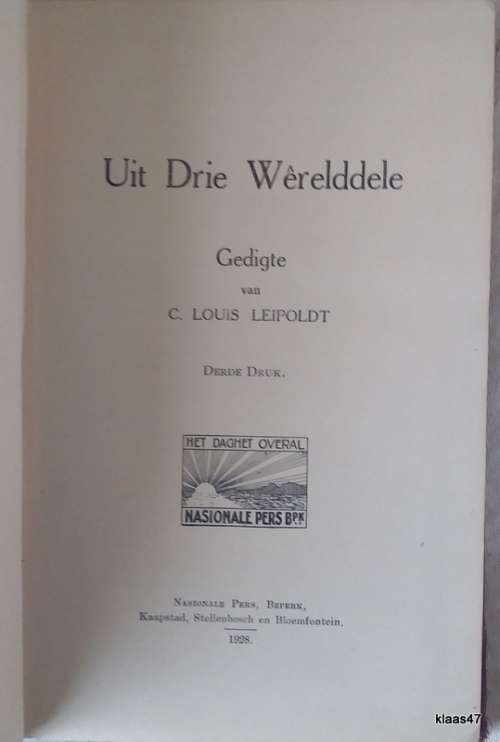 Uit Drie Wêrelddele
Gedigte
van
C. LOUIS LEIPOLDT
DERDE DRUK.
HET DAGHET OVERAL
NASIONALE PERS BPK
NASIONALE PERS, BEPERK,
Kaapstad, Stellenbosch en Bloemfontein.
1928.
klaas47